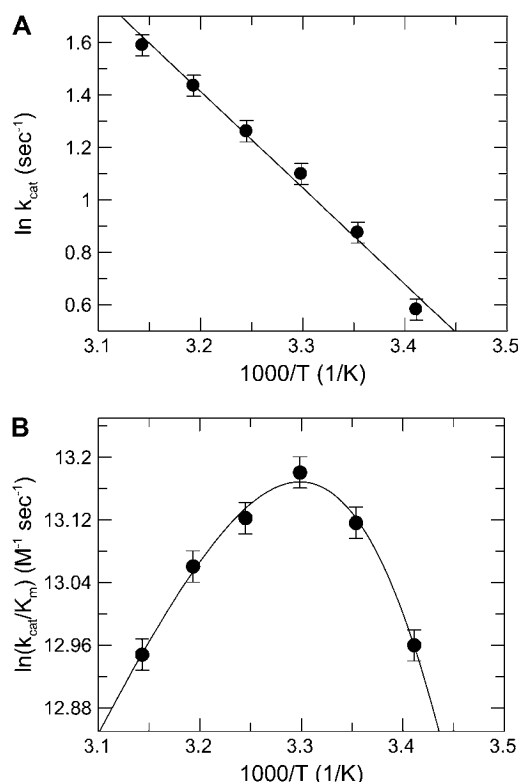 A
1.6
1.4
1.2
1
0.8
0.6
ln k_cat (sec⁻¹)
3.1 3.2 3.3 3.4 3.5
1000/T (1/K)
B
13.2
13.12
13.04
12.96
12.88
ln(k_cat/K_m) (M⁻¹ sec⁻¹)
3.1 3.2 3.3 3.4 3.5
1000/T (1/K)